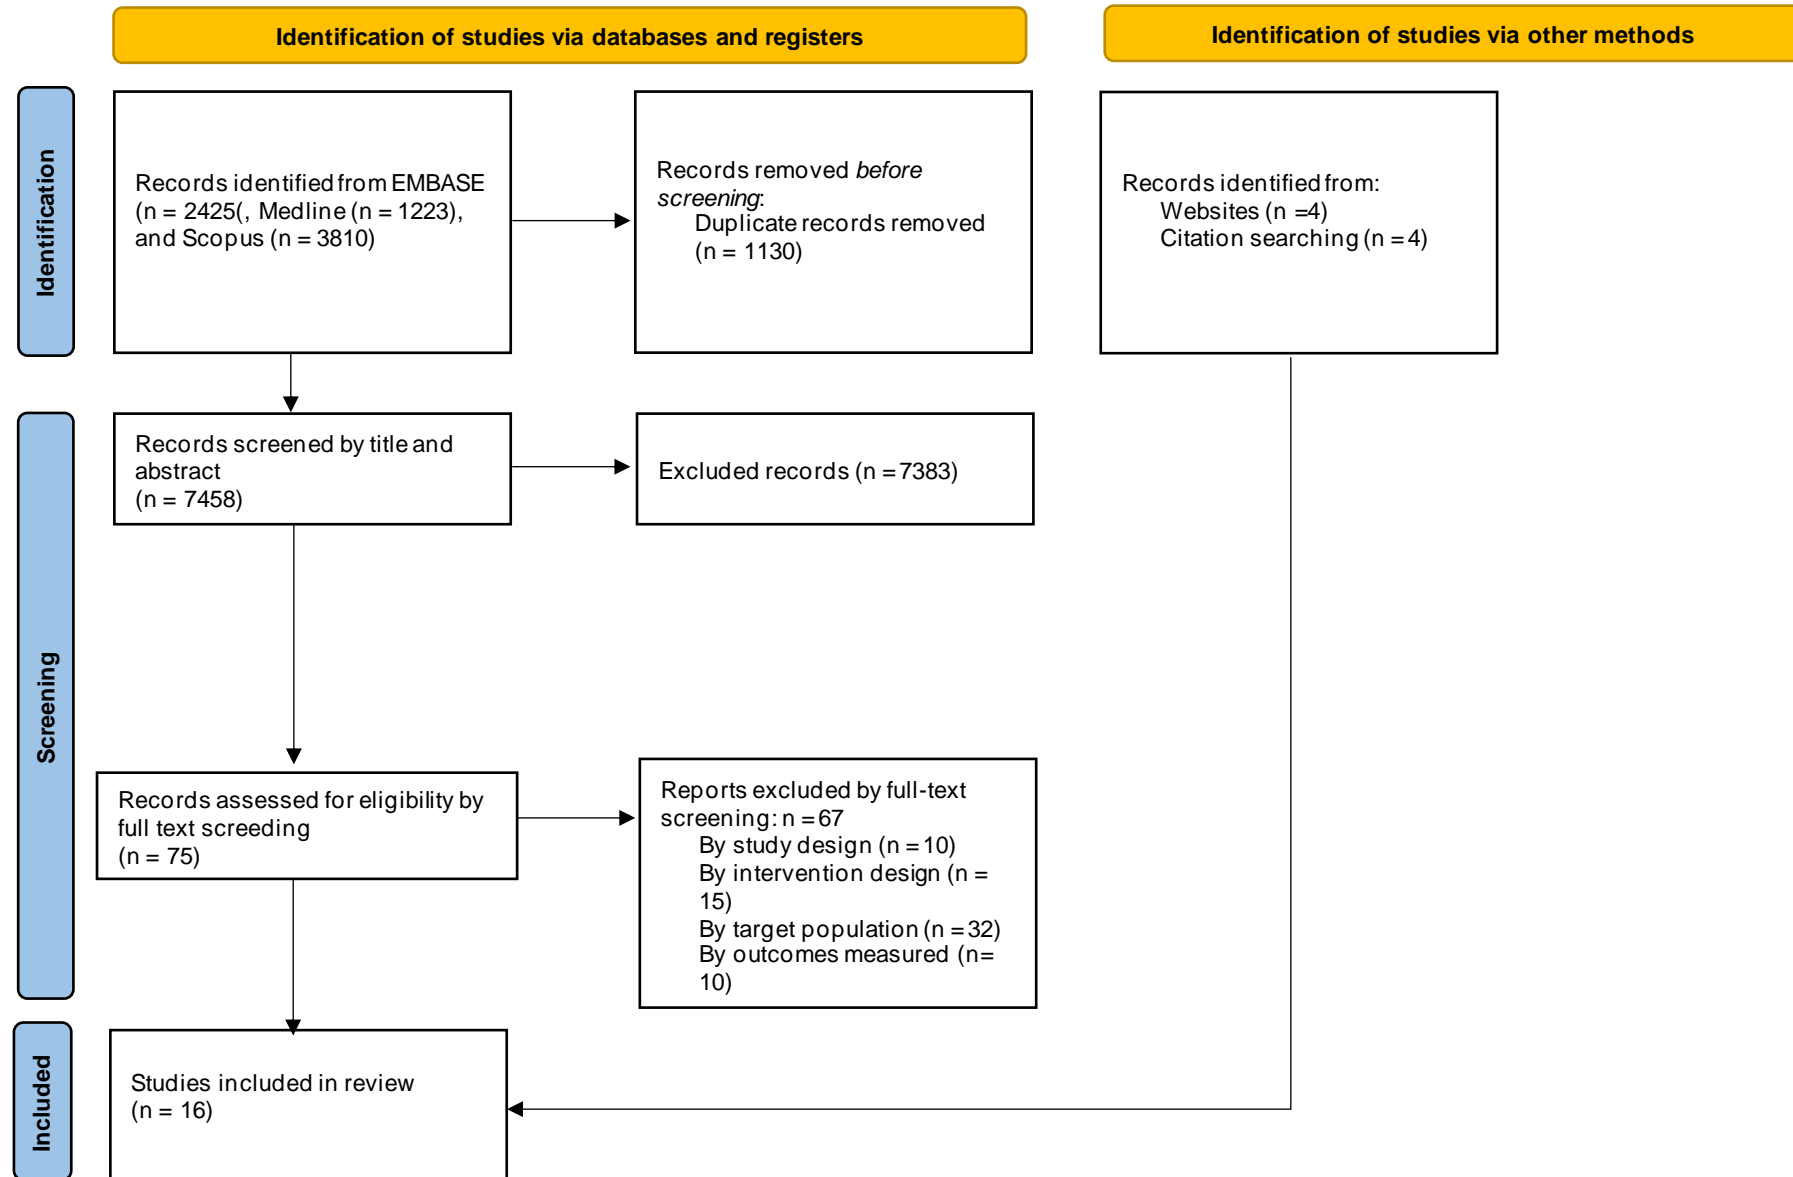 Identification of studies via databases and registers
Identification of studies via other methods
Identification
Records identified from EMBASE
(n = 2425(, Medline (n = 1223),
and Scopus (n = 3810)
Records removed before
screening:
Duplicate records removed
(n = 1130)
Records identified from:
Websites (n =4)
Citation searching (n =4)
Screening
Records screened by title and
abstract
(n = 7458)
Excluded records (n =7383)
Records assessed for eligibility by
full text screeding
(n = 75)
Reports excluded by full-text
screening: n =67
By study design (n =10)
By intervention design (n =
15)
By target population (n =32)
By outcomes measured (n=
10)
Included
Studies included in review
(n = 16)